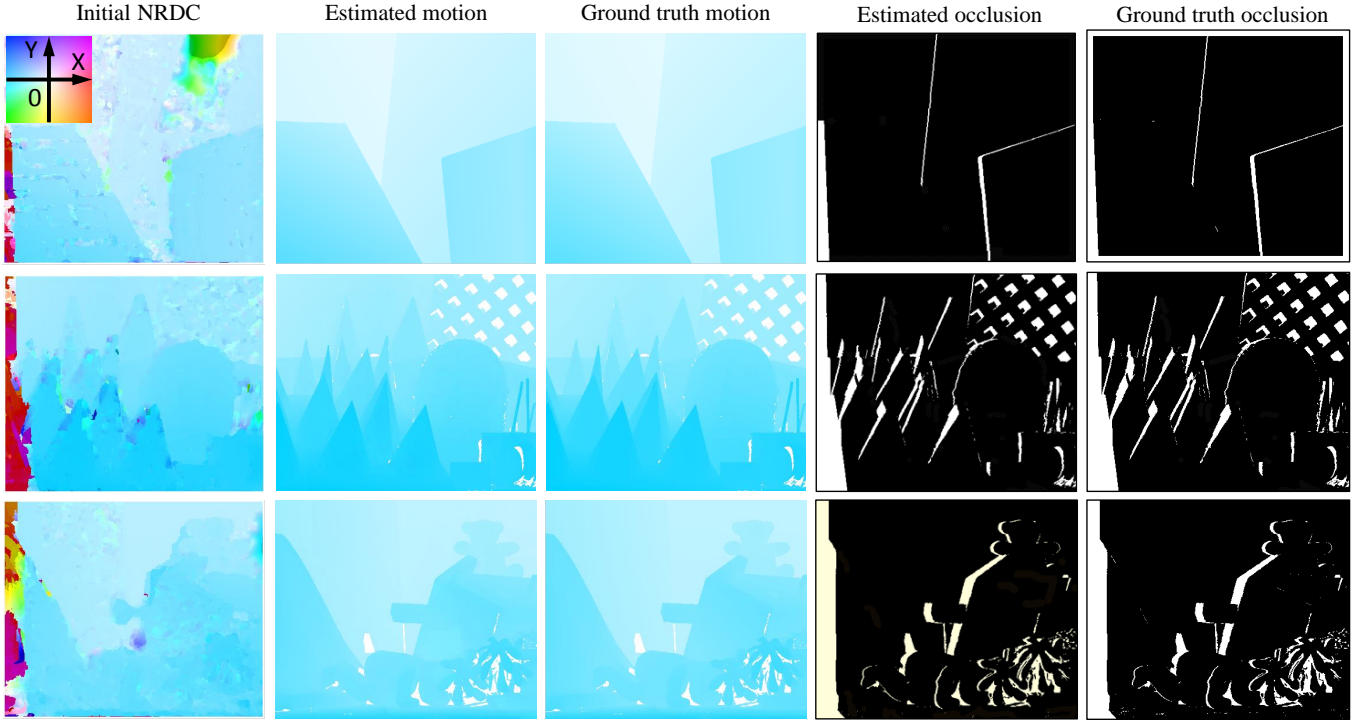 Initial NRDC
Estimated motion
Ground truth motion
Estimated occlusion
Ground truth occlusion
Y
X
0